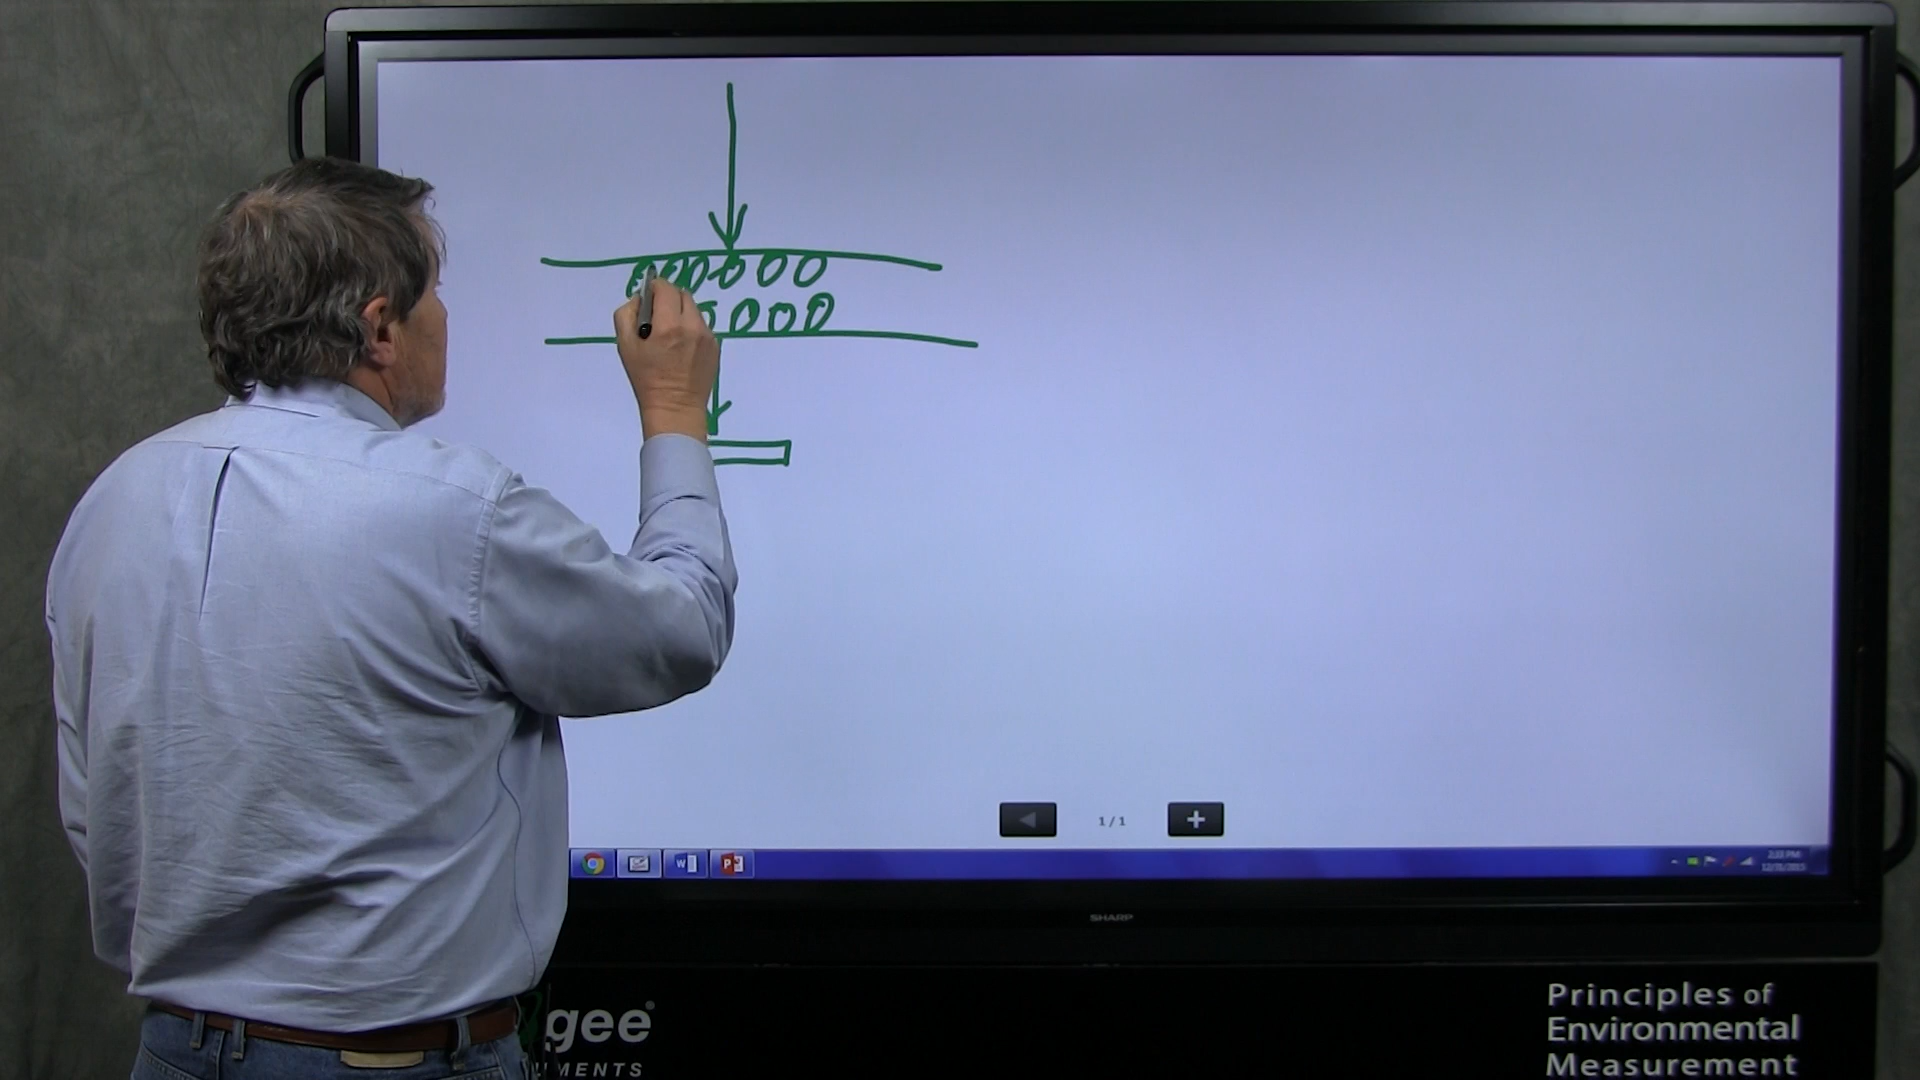 1/1
SHARP
gee®
MENTS
Principles of
Environmental
Measurement